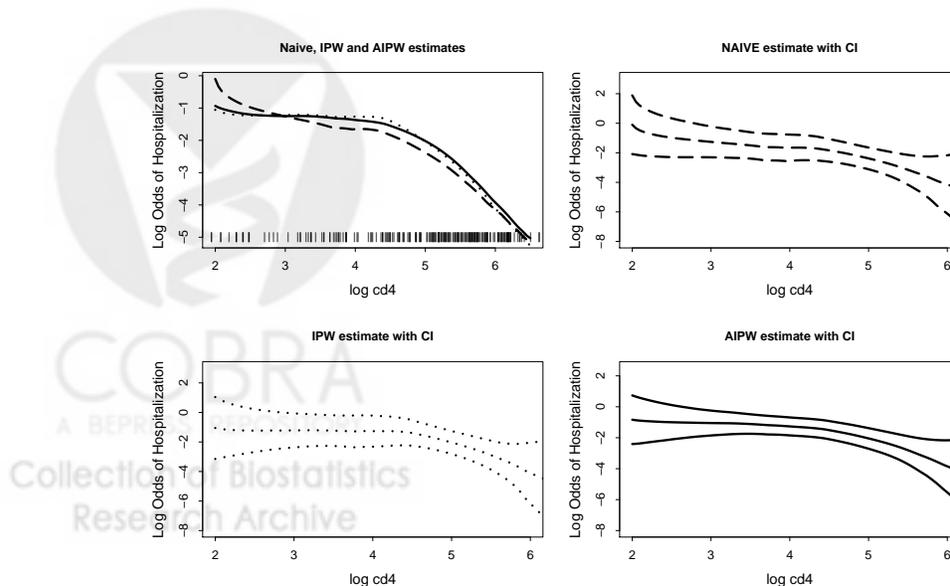 Naive, IPW and AIPW estimates
Log Odds of Hospitalization
0
−1
−2
−3
−4
−5
2 3 4 5 6
log cd4
NAIVE estimate with CI
Log Odds of Hospitalization
2
0
−2
−4
−6
−8
2 3 4 5 6
log cd4
IPW estimate with CI
Log Odds of Hospitalization
2
0
−2
−4
−6
−8
2 3 4 5 6
log cd4
AIPW estimate with CI
Log Odds of Hospitalization
2
0
−2
−4
−6
−8
2 3 4 5 6
log cd4
COBRA
A BEPRESS REPOSITORY
Collection of Biostatistics
Research Archive